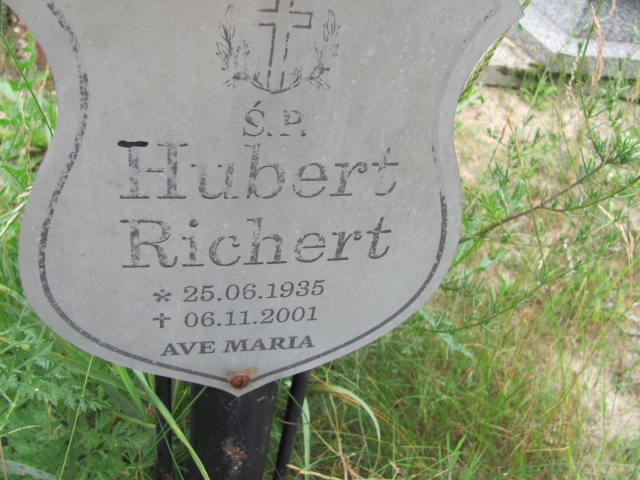 Ś.P.
Hubert
Richert
* 25.06.1935
✝ 06.11.2001
AVE MARIA